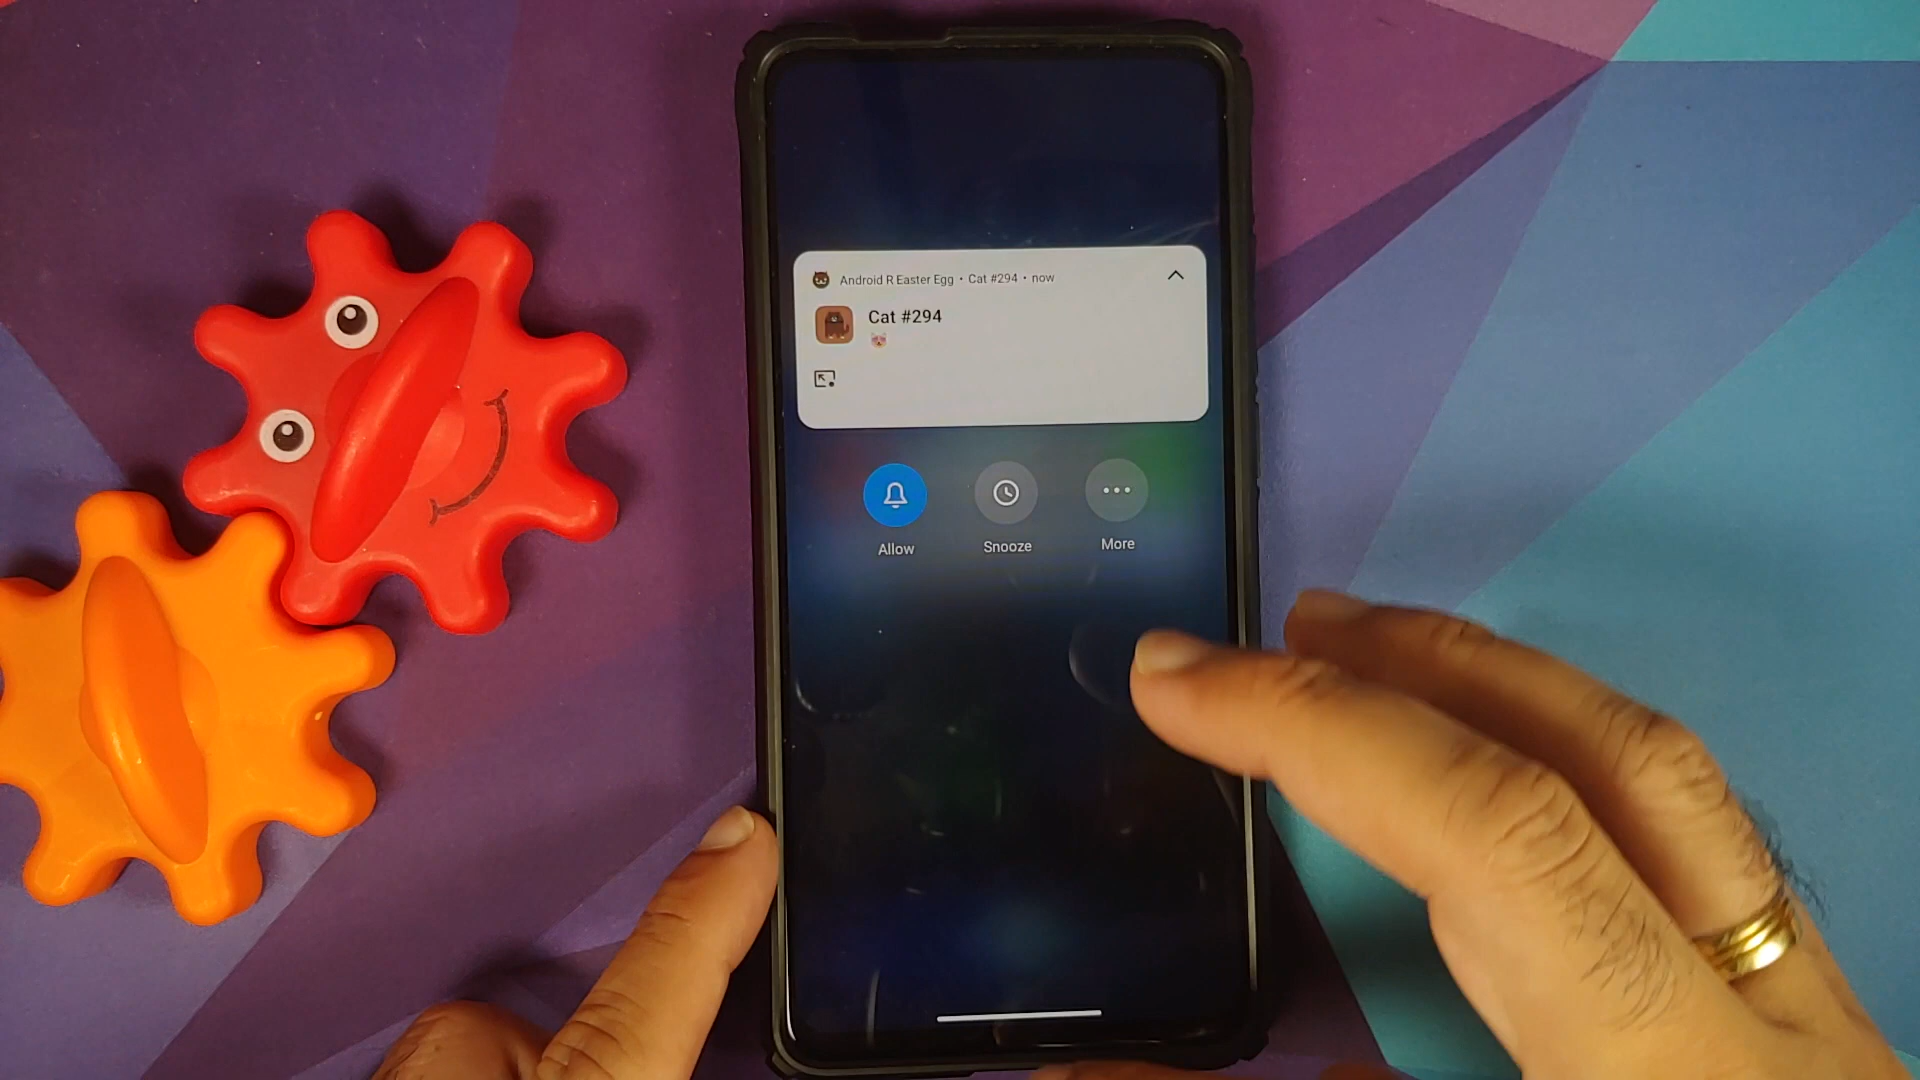 Android R Easter Egg • Cat #294 • now
Cat #294
Allow
Snooze
More